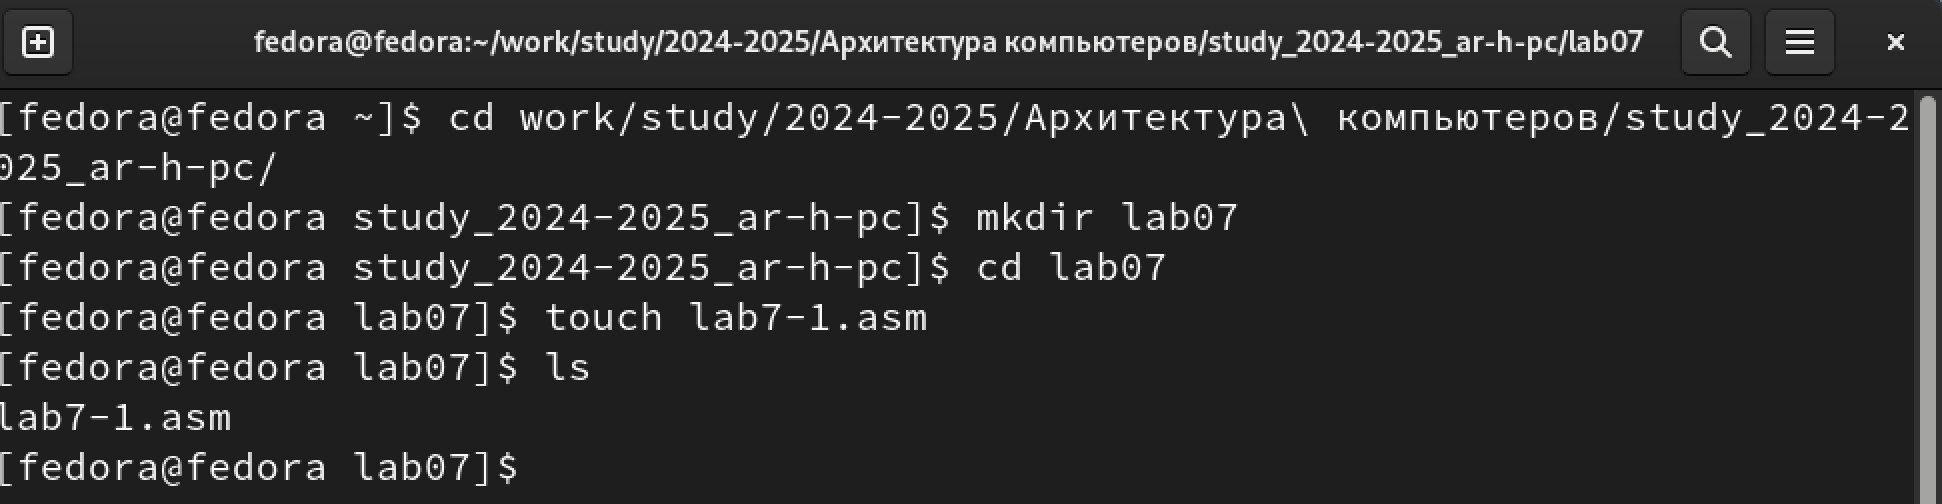 fedora@fedora:~/work/study/2024-2025/Архитектура компьютеров/study_2024-2025_ar-h-pc/lab07
[fedora@fedora ~]$ cd work/study/2024-2025/Архитектура\ компьютеров/study_2024-2
025_ar-h-pc/
[fedora@fedora study_2024-2025_ar-h-pc]$ mkdir lab07
[fedora@fedora study_2024-2025_ar-h-pc]$ cd lab07
[fedora@fedora lab07]$ touch lab7-1.asm
[fedora@fedora lab07]$ ls
lab7-1.asm
[fedora@fedora lab07]$